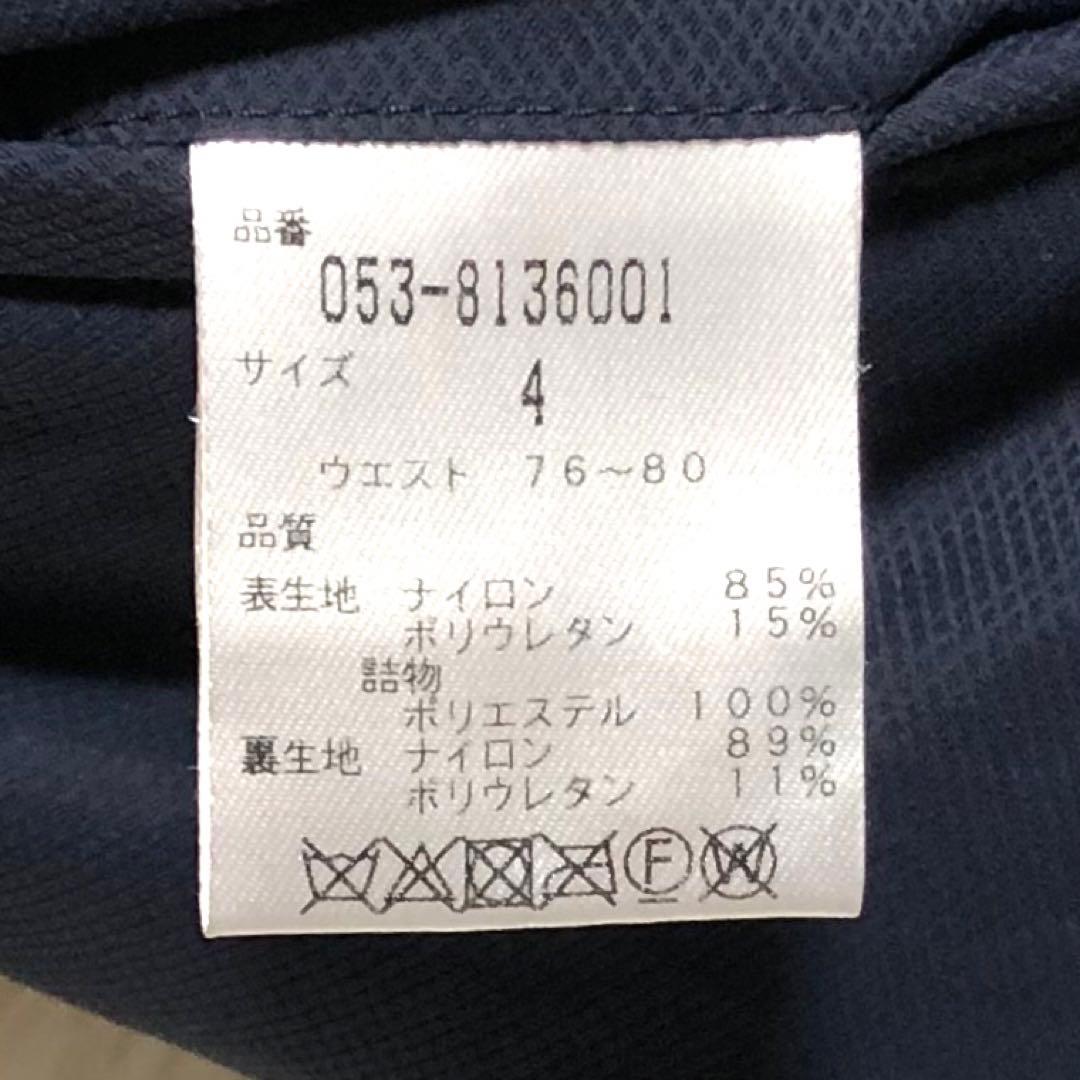 品番
053-8136001
サイズ 4
ウエスト 76～80
品質
表生地 ナイロン 85%
ポリウレタン 15%
詰物
ポリエステル 100%
裏生地 ナイロン 89%
ポリウレタン 11%
F W